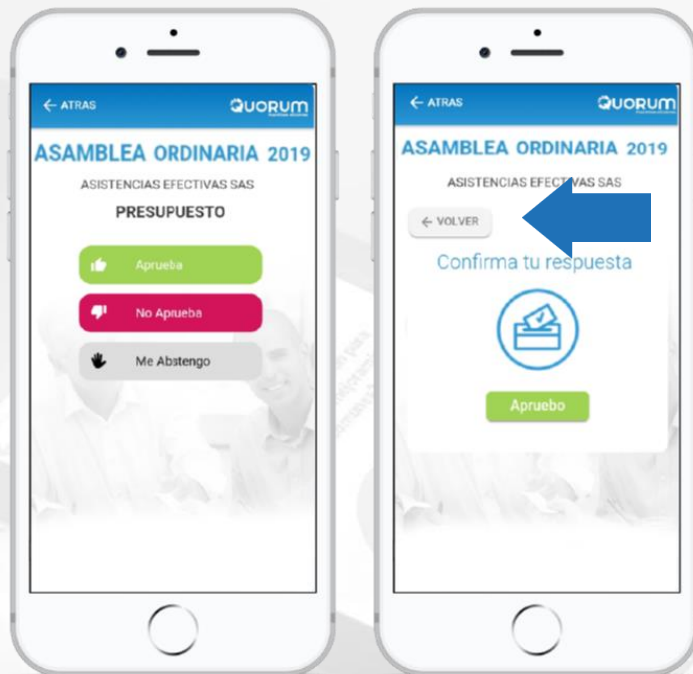 ← ATRAS
QUORUM
ASAMBLEA ORDINARIA 2019
ASISTENCIAS EFECTIVAS SAS
PRESUPUESTO
Aprueba
No Aprueba
Me Abstengo
← ATRAS
QUORUM
ASAMBLEA ORDINARIA 2019
ASISTENCIAS EFECTIVAS SAS
← VOLVER
Confirma tu respuesta
Apruebo